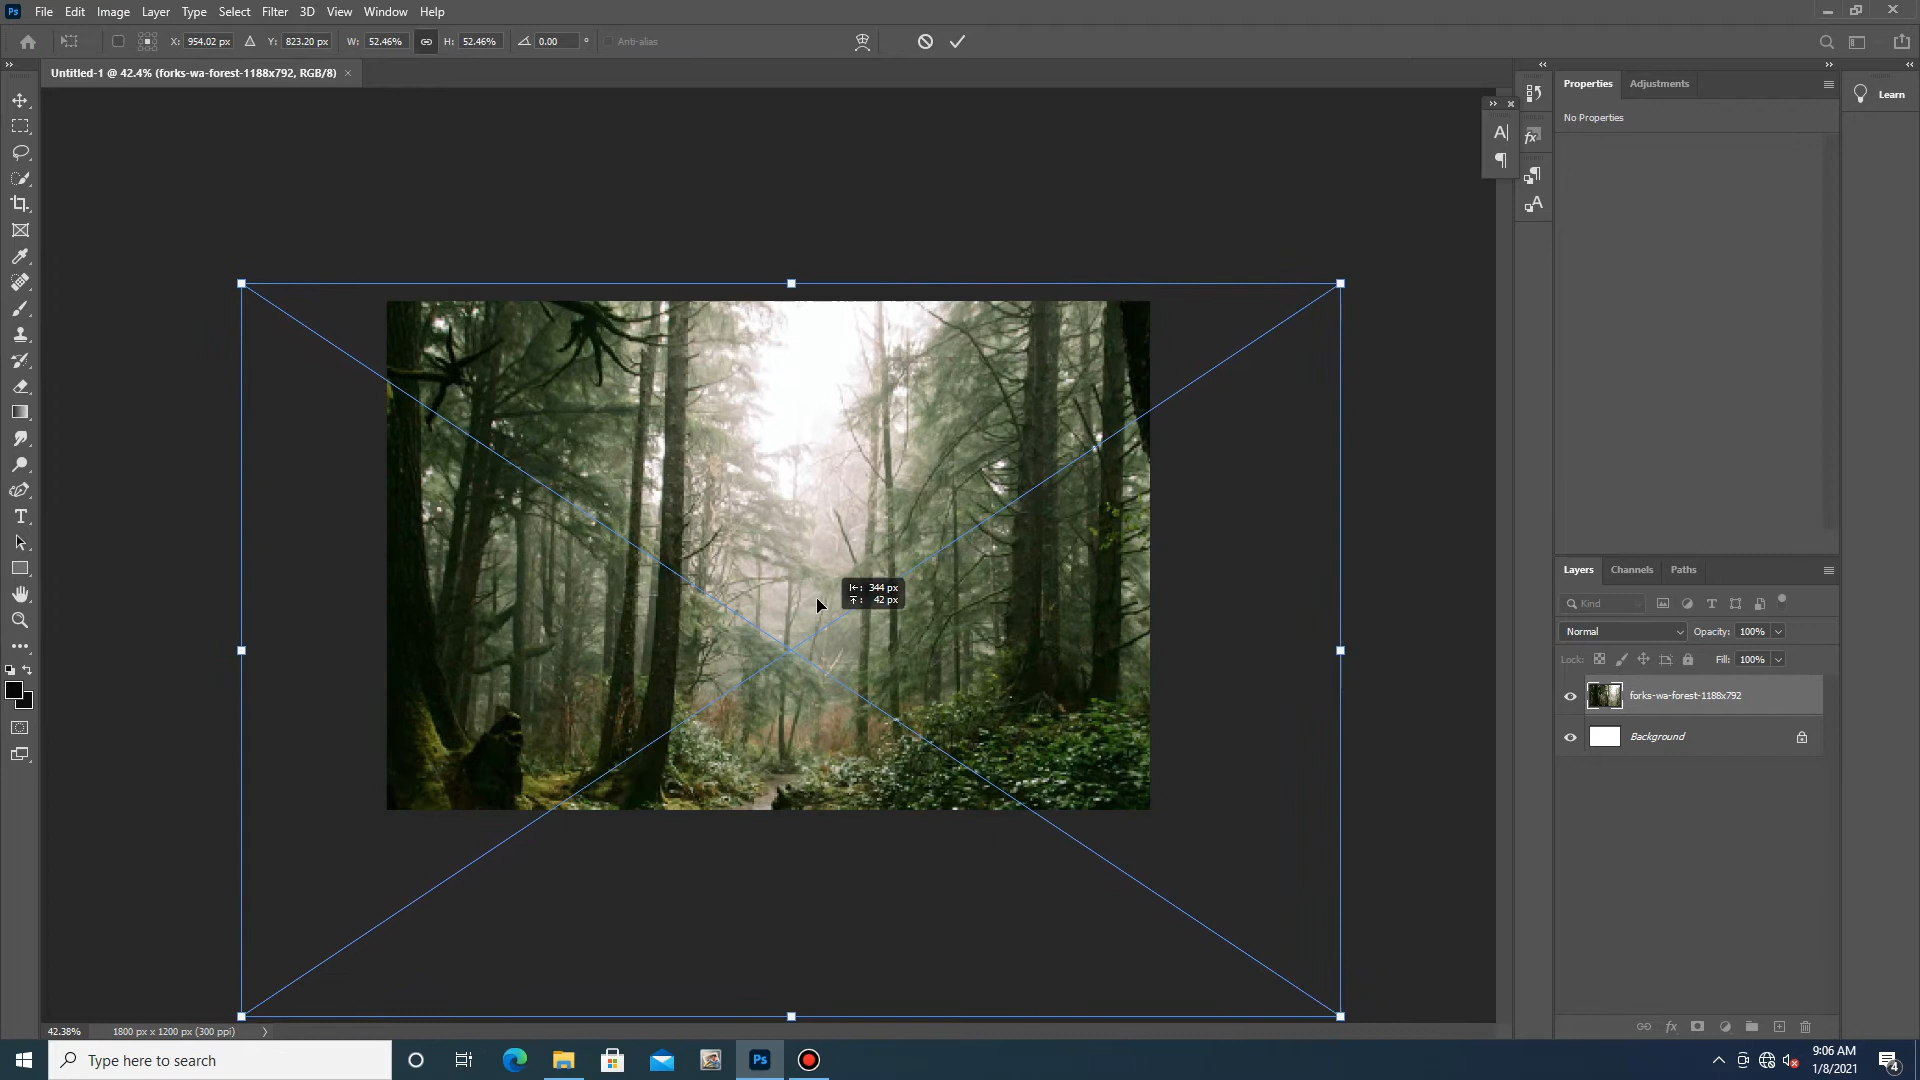 Ps File Edit Image Layer Type Select Filter 3D View Window Help
X: 954.02 px Y: 823.20 px W: 52.46% H: 52.46% 0.00 ° Anti-alias
Untitled-1 @ 42.4% (forks-wa-forest-1188x792, RGB/8) ×
Properties Adjustments
Learn
No Properties
344 px
42 px
Layers Channels Paths
Kind
Normal Opacity: 100%
Lock: Fill: 100%
forks-wa-forest-1188x792
Background
42.38% 1800 px x 1200 px (300 ppi)
Type here to search
Ps
9:06 AM
1/8/2021
4